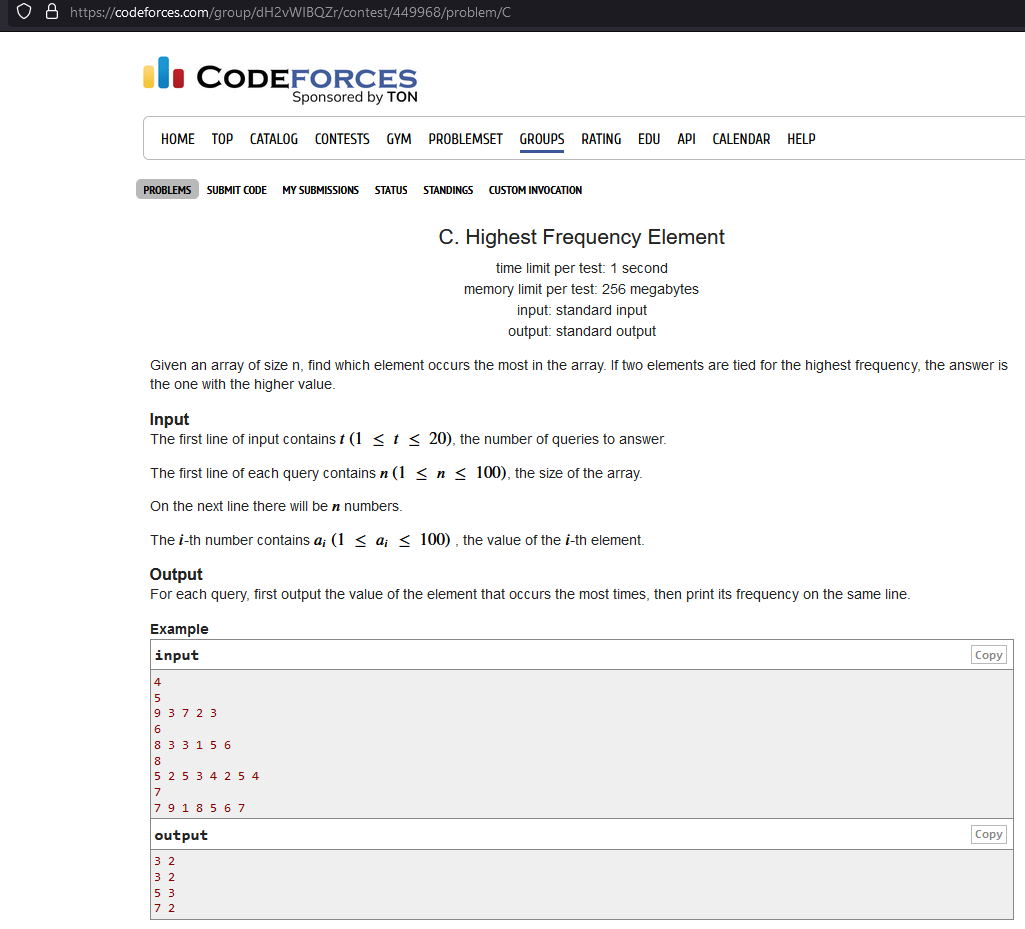 https://codeforces.com/group/dH2vWIBQZr/contest/449968/problem/C
CODEFORCES
Sponsored by TON
HOME TOP CATALOG CONTESTS GYM PROBLEMSET GROUPS RATING EDU API CALENDAR HELP
PROBLEMS SUBMIT CODE MY SUBMISSIONS STATUS STANDINGS CUSTOM INVOCATION
C. Highest Frequency Element
time limit per test: 1 second
memory limit per test: 256 megabytes
input: standard input
output: standard output
Given an array of size n, find which element occurs the most in the array. If two elements are tied for the highest frequency, the answer is
the one with the higher value.
Input
The first line of input contains t (1 ≤ t ≤ 20), the number of queries to answer.
The first line of each query contains n (1 ≤ n ≤ 100), the size of the array.
On the next line there will be n numbers.
The i-th number contains aᵢ (1 ≤ aᵢ ≤ 100) , the value of the i-th element.
Output
For each query, first output the value of the element that occurs the most times, then print its frequency on the same line.
Example
input Copy
4
5
9 3 7 2 3
6
8 3 3 1 5 6
8
5 2 5 3 4 2 5 4
7
7 9 1 8 5 6 7
output Copy
3 2
3 2
5 3
7 2